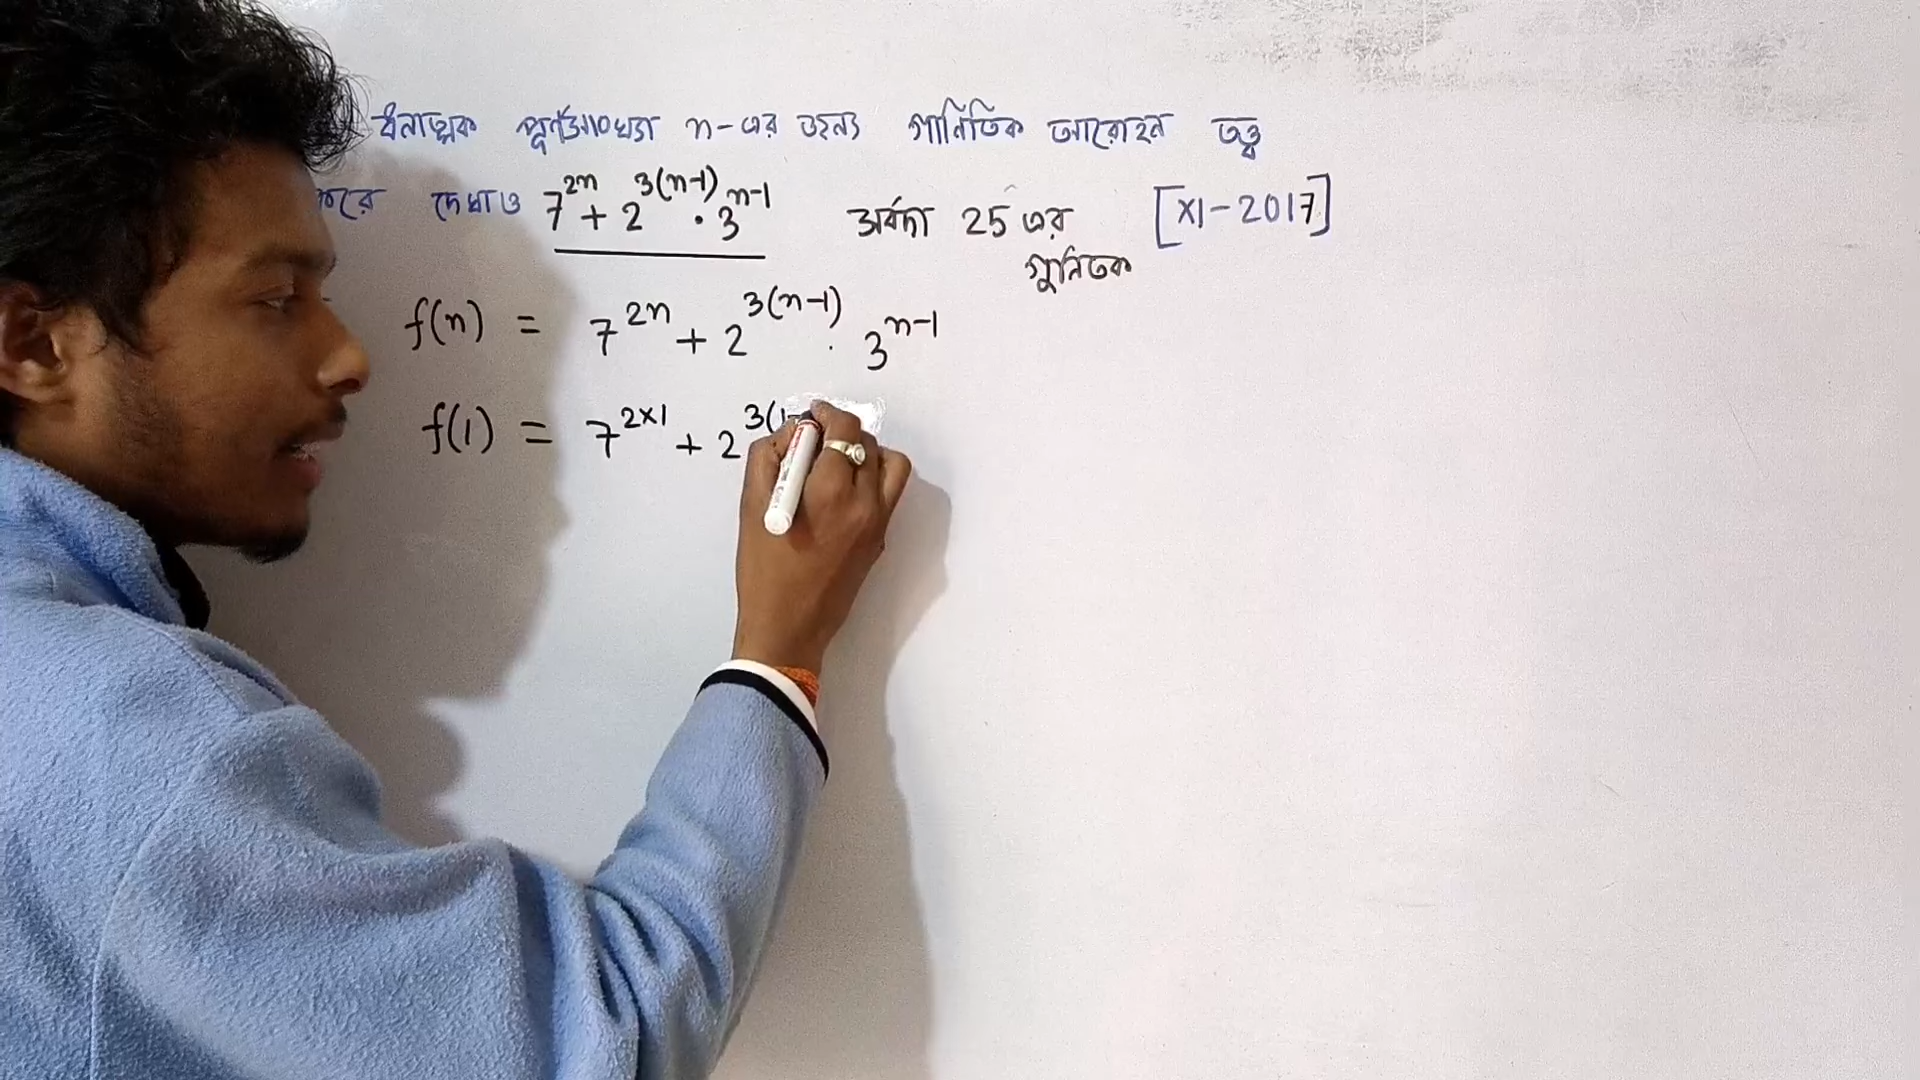 ধনাত্মক পূর্ণসংখ্যা n-এর জন্য গানিতিক আরোহন তত্ত্ব
করে দেখাও 7^{2n} + 2^{3(n-1)} · 3^{n-1} সর্বদা 25 এর [XI-2017]
গুনিতক
f(n) = 7^{2n} + 2^{3(n-1)} · 3^{n-1}
f(1) = 7^{2×1} + 2^{3(1-